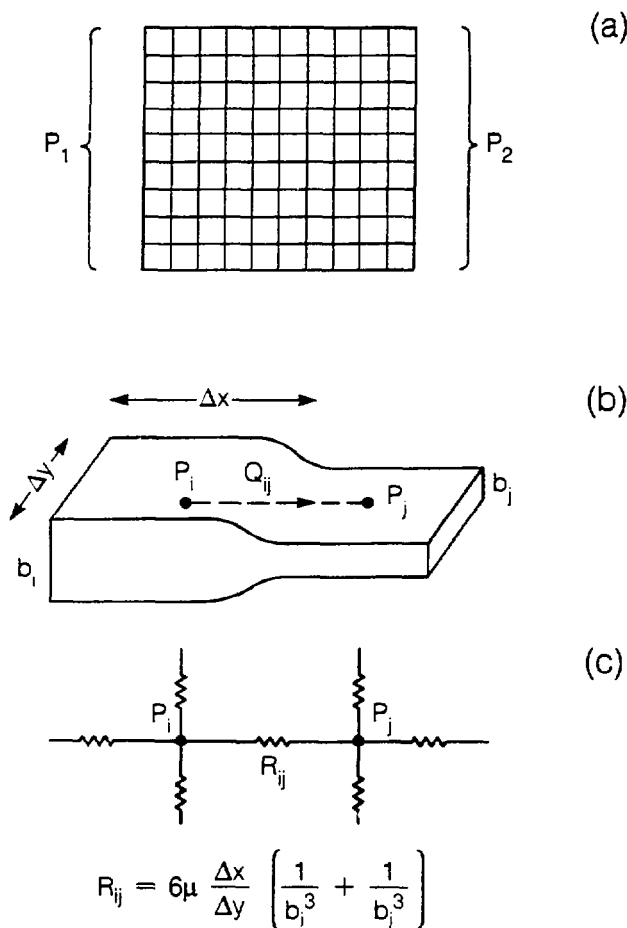 (a)
P₁
P₂
(b)
Δx
Δy
Pᵢ
Qᵢⱼ
Pⱼ
bᵢ
bⱼ
(c)
Pᵢ
Pⱼ
Rᵢⱼ
Rᵢⱼ = 6μ Δx/Δy [1/bᵢ³ + 1/bⱼ³]